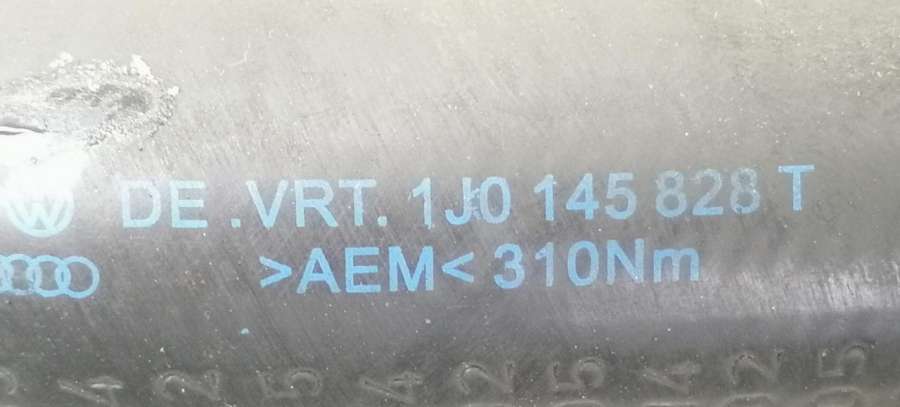 DE .VRT. 1J0 145 828 T
>AEM< 310Nm